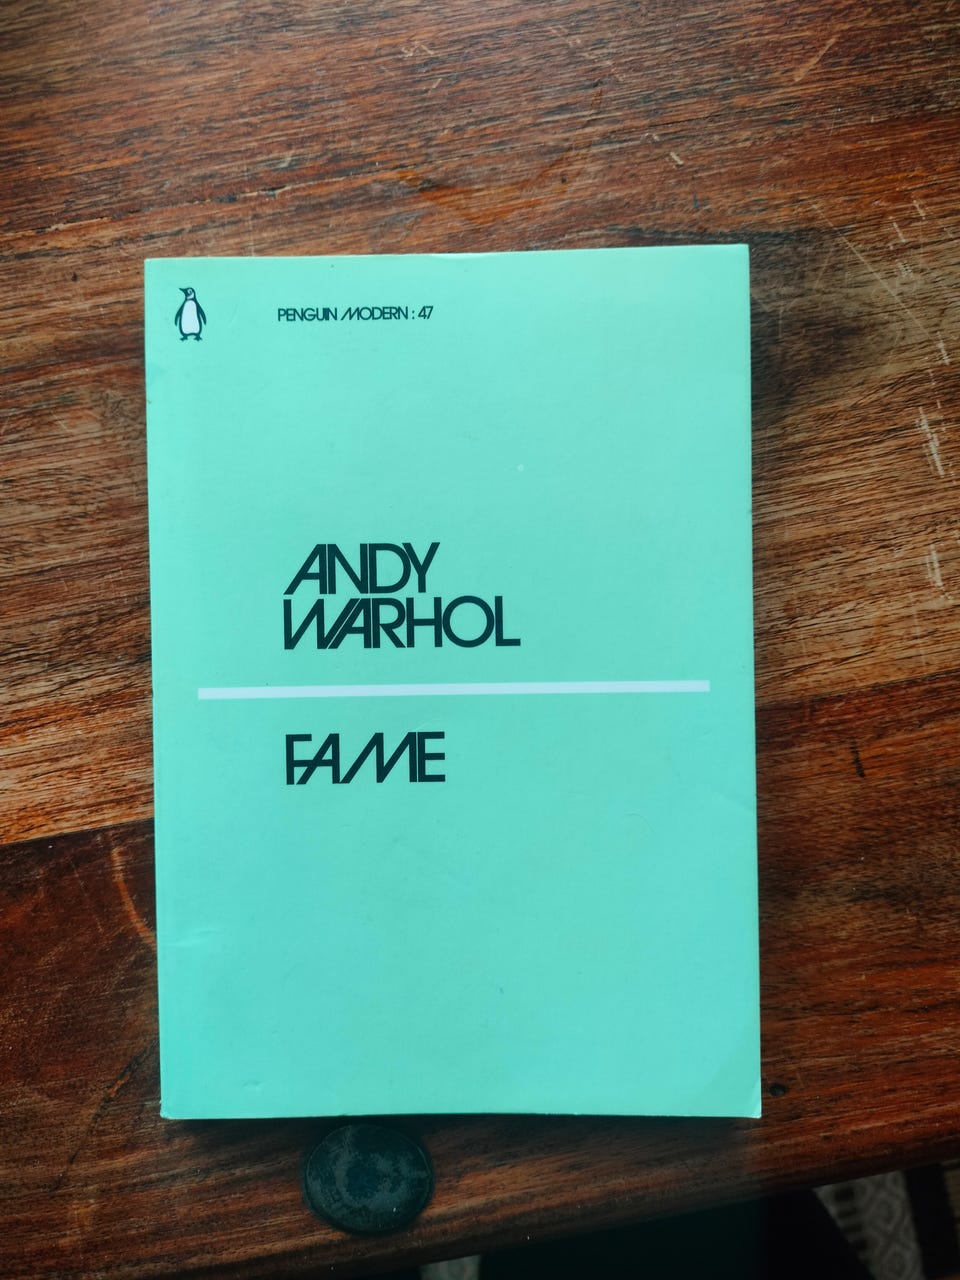 PENGUIN MODERN : 47
ANDY
WARHOL
FAME